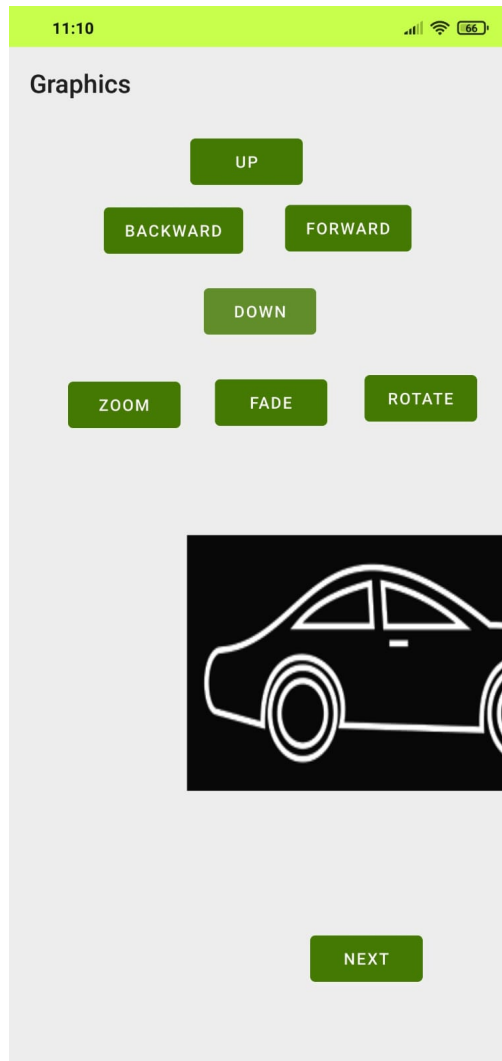 11:10
66
Graphics
UP
BACKWARD
FORWARD
DOWN
ZOOM
FADE
ROTATE
NEXT